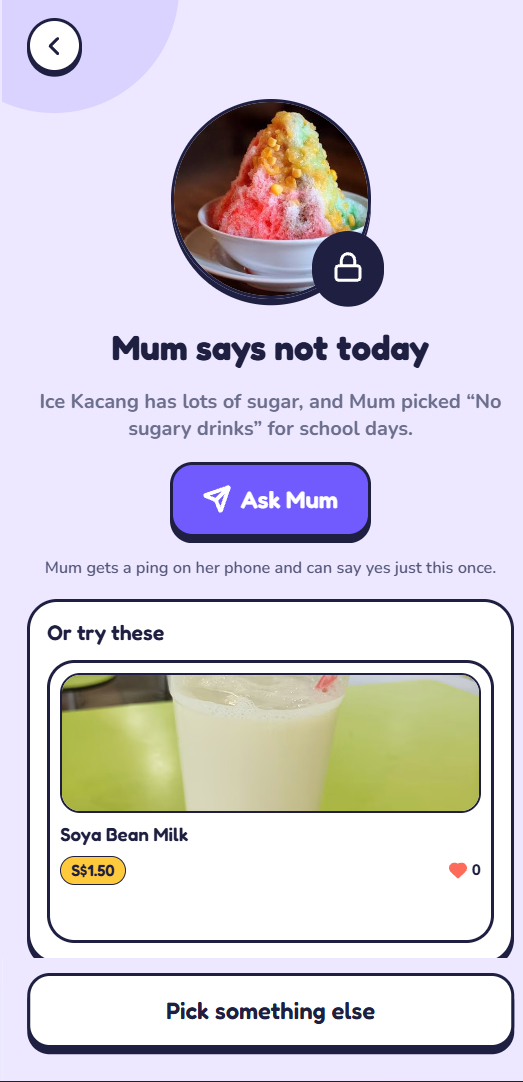 Mum says not today
Ice Kacang has lots of sugar, and Mum picked “No
sugary drinks” for school days.
Ask Mum
Mum gets a ping on her phone and can say yes just this once.
Or try these
Soya Bean Milk
S$1.50
0
Pick something else